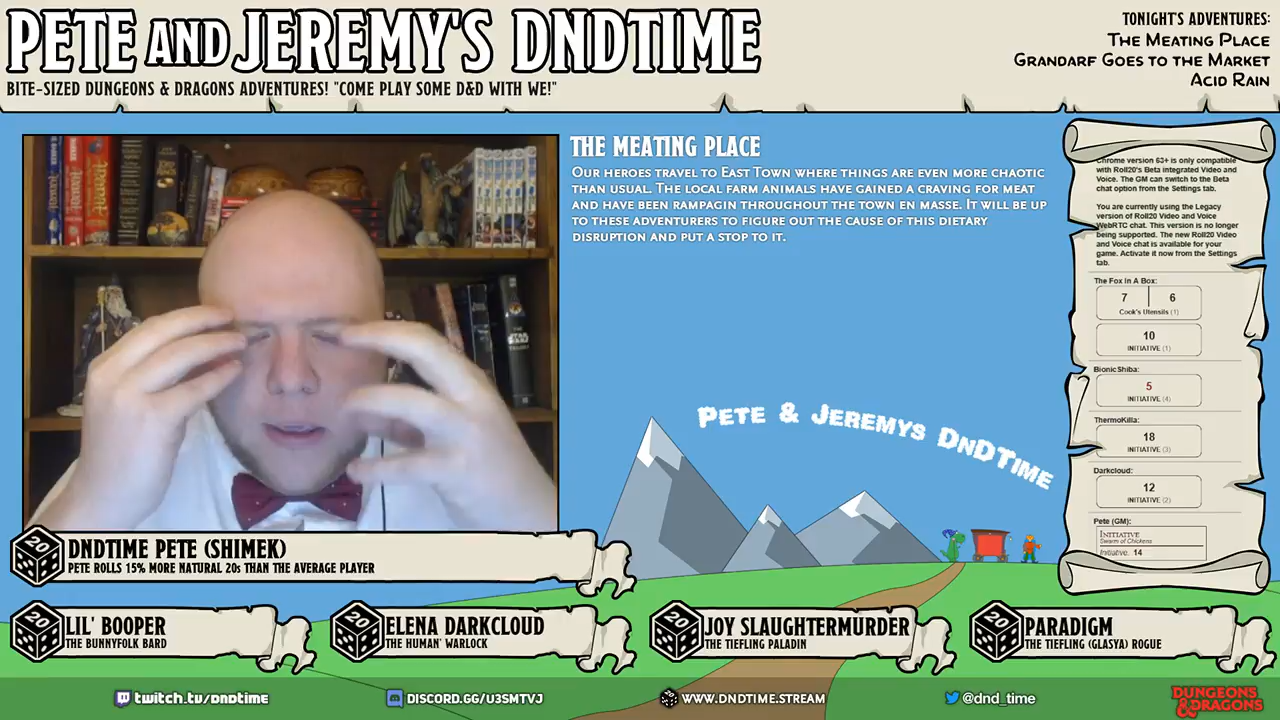 PETE AND JEREMY'S DNDTIME
BITE-SIZED DUNGEONS & DRAGONS ADVENTURES! "COME PLAY SOME D&D WITH WE!"
TONIGHT'S ADVENTURES:
THE MEATING PLACE
GRANDARF GOES TO THE MARKET
ACID RAIN
THE MEATING PLACE
OUR HEROES TRAVEL TO EAST TOWN WHERE THINGS ARE EVEN MORE CHAOTIC
THAN USUAL. THE LOCAL FARM ANIMALS HAVE GAINED A CRAVING FOR MEAT
AND HAVE BEEN RAMPAGIN THROUGHOUT THE TOWN EN MASSE. IT WILL BE UP
TO THESE ADVENTURERS TO FIGURE OUT THE CAUSE OF THIS DIETARY
DISRUPTION AND PUT A STOP TO IT.
Chrome version 63+ is only compatible
with Roll20's Beta integrated Video and
Voice. The GM can switch to the Beta
chat option from the Settings tab.
You are currently using the Legacy
version of Roll20 Video and Voice
WebRTC chat. This version is no longer
being supported. The new Roll20 Video
and Voice chat is available for your
game. Activate it now from the Settings
tab.
The Fox In A Box:
7 6
Cook's Utensils (1)
10
INITIATIVE (1)
BionicShiba:
5
INITIATIVE (4)
ThermoKilla:
18
INITIATIVE (3)
Darkcloud:
12
INITIATIVE (2)
Pete (GM):
INITIATIVE
Swarm of Chickens
Initiative. 14
PETE & JEREMYS DNDTIME
STAR WARS
TRILOGY
20
DNDTIME PETE (SHIMEK)
PETE ROLLS 15% MORE NATURAL 20S THAN THE AVERAGE PLAYER
20
LIL' BOOPER
THE BUNNYFOLK BARD
20
ELENA DARKCLOUD
THE HUMAN' WARLOCK
20
JOY SLAUGHTERMURDER
THE TIEFLING PALADIN
20
PARADIGM
THE TIEFLING (GLASYA) ROGUE
twitch.tv/dndtime
DISCORD.GG/U3SMTVJ
WWW.DNDTIME.STREAM
@dnd_time
DUNGEONS
& DRAGONS